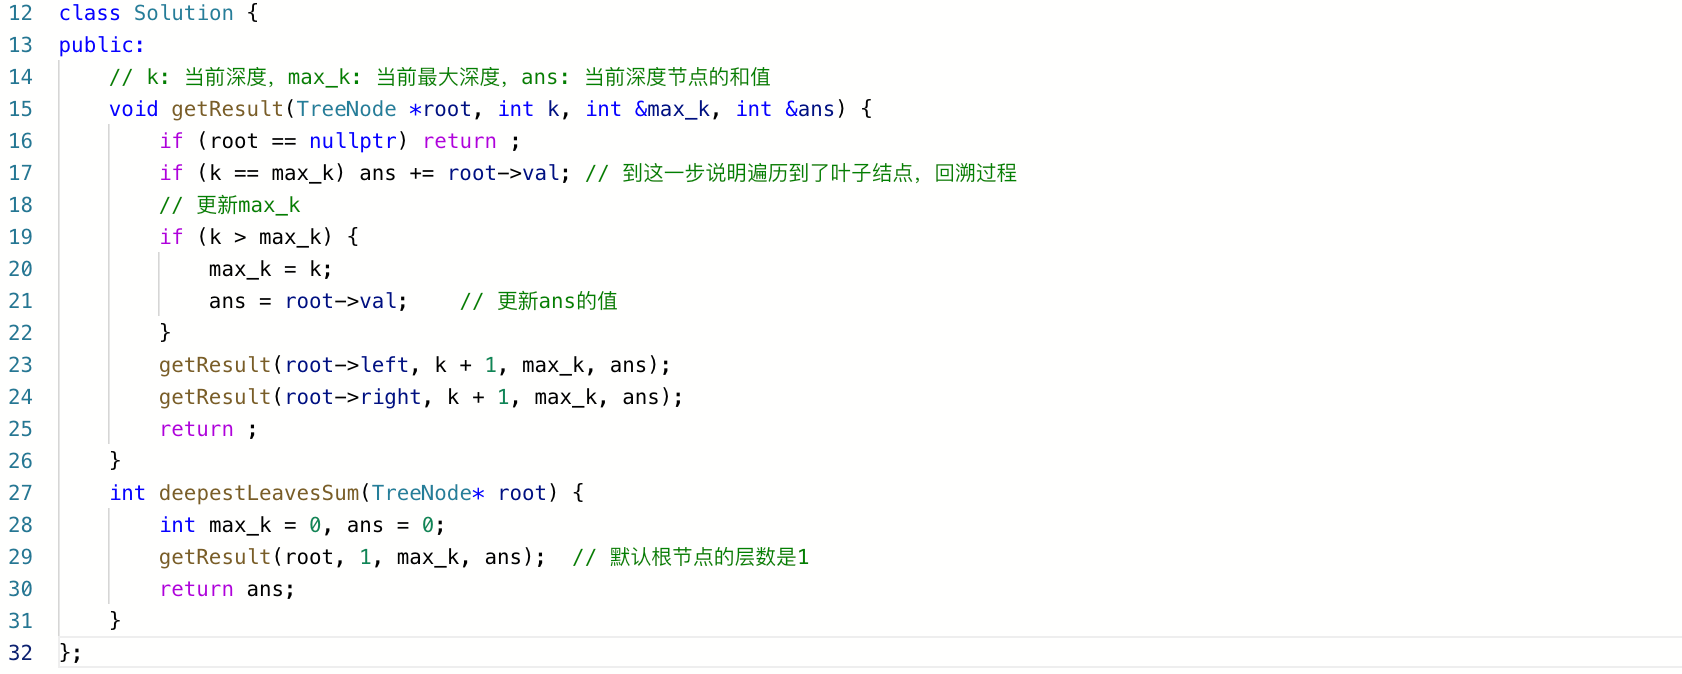 12 class Solution {
13 public:
14     // k: 当前深度，max_k: 当前最大深度，ans: 当前深度节点的和值
15     void getResult(TreeNode *root, int k, int &max_k, int &ans) {
16         if (root == nullptr) return ;
17         if (k == max_k) ans += root->val; // 到这一步说明遍历到了叶子结点，回溯过程
18         // 更新max_k
19         if (k > max_k) {
20             max_k = k;
21             ans = root->val;    // 更新ans的值
22         }
23         getResult(root->left, k + 1, max_k, ans);
24         getResult(root->right, k + 1, max_k, ans);
25         return ;
26     }
27     int deepestLeavesSum(TreeNode* root) {
28         int max_k = 0, ans = 0;
29         getResult(root, 1, max_k, ans);  // 默认根节点的层数是1
30         return ans;
31     }
32 };